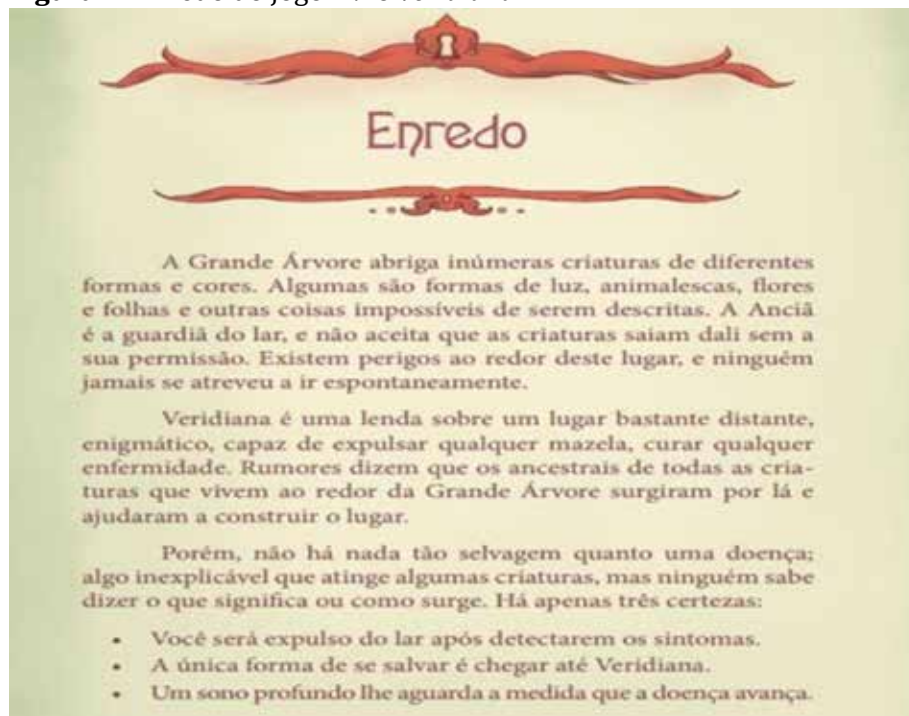 Enredo
A Grande Árvore abriga inúmeras criaturas de diferentes
formas e cores. Algumas são formas de luz, animalescas, flores
e folhas e outras coisas impossíveis de serem descritas. A Anciã
é a guardiã do lar, e não aceita que as criaturas saiam dali sem a
sua permissão. Existem perigos ao redor deste lugar, e ninguém
jamais se atreveu a ir espontaneamente.
Veridiana é uma lenda sobre um lugar bastante distante,
enigmático, capaz de expulsar qualquer mazela, curar qualquer
enfermidade. Rumores dizem que os ancestrais de todas as cria-
turas que vivem ao redor da Grande Árvore surgiram por lá e
ajudaram a construir o lugar.
Porém, não há nada tão selvagem quanto uma doença;
algo inexplicável que atinge algumas criaturas, mas ninguém sabe
dizer o que significa ou como surge. Há apenas três certezas:
• Você será expulso do lar após detectarem os sintomas.
• A única forma de se salvar é chegar até Veridiana.
• Um sono profundo lhe aguarda a medida que a doença avança.